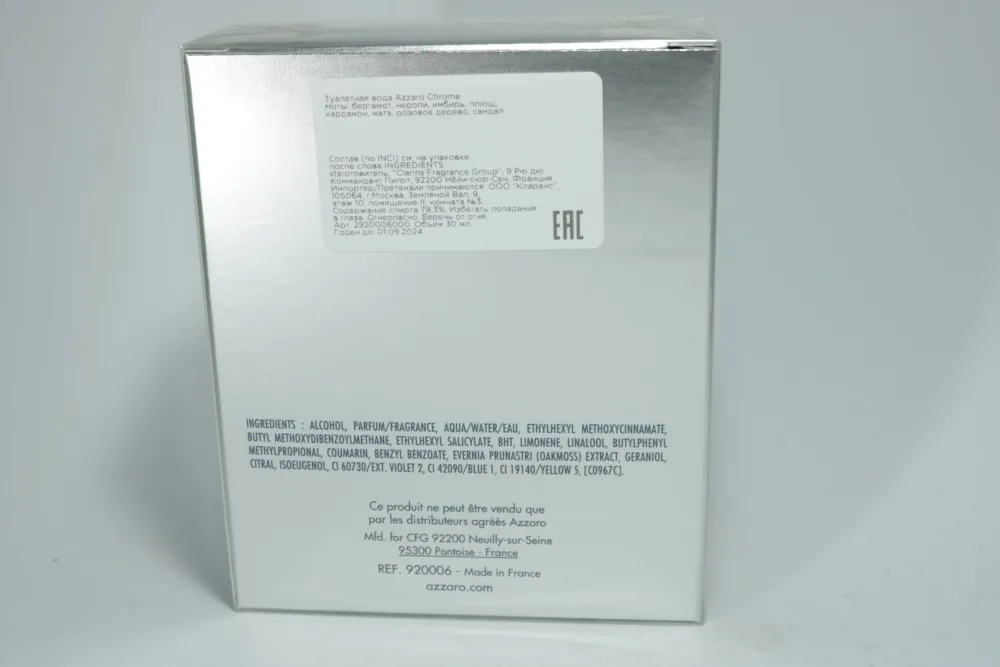 Туалетная вода Azzaro Chrome
Ноты: бергамот, нероли, имбирь, плющ,
кардамон, матэ, розовое дерево, сандал
Состав (по INCI) см. на упаковке
после слова INGREDIENTS
Изготовитель: "Clarins Fragrance Group", 9 Рю дю
Коммандант Пилот, 92200 Нёйи-сюр-Сен, Франция.
Импортер/Претензии принимаются: ООО "Кларанс",
105064, г.Москва, Земляной Вал, 9,
этаж 10, помещение II, комната №3
Содержание спирта 79.3%. Избегать попадания
в глаза. Огнеопасно. Беречь от огня.
Арт. 2920006000. Объем 30 мл.
Годен до: 01.09.2024
EAC
INGREDIENTS : ALCOHOL, PARFUM/FRAGRANCE, AQUA/WATER/EAU, ETHYLHEXYL METHOXYCINNAMATE,
BUTYL METHOXYDIBENZOYLMETHANE, ETHYLHEXYL SALICYLATE, BHT, LIMONENE, LINALOOL, BUTYLPHENYL
METHYLPROPIONAL, COUMARIN, BENZYL BENZOATE, EVERNIA PRUNASTRI (OAKMOSS) EXTRACT, GERANIOL,
CITRAL, ISOEUGENOL, CI 60730/EXT. VIOLET 2, CI 42090/BLUE 1, CI 19140/YELLOW 5, [C0967C].
Ce produit ne peut être vendu que
par les distributeurs agréés Azzaro
Mfd. for CFG 92200 Neuilly-sur-Seine
95300 Pontoise - France
REF. 920006 - Made in France
azzaro.com